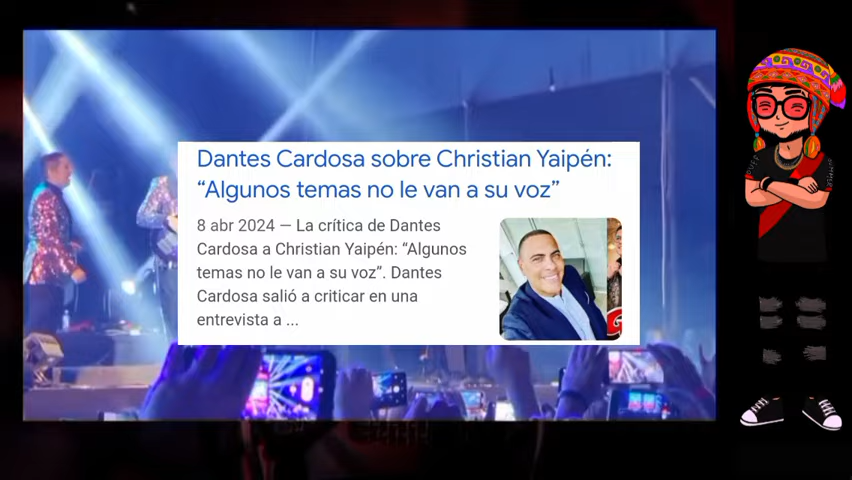 Dantes Cardosa sobre Christian Yaipén:
“Algunos temas no le van a su voz”
8 abr 2024 — La crítica de Dantes
Cardosa a Christian Yaipén: “Algunos
temas no le van a su voz”. Dantes
Cardosa salió a criticar en una
entrevista a ...